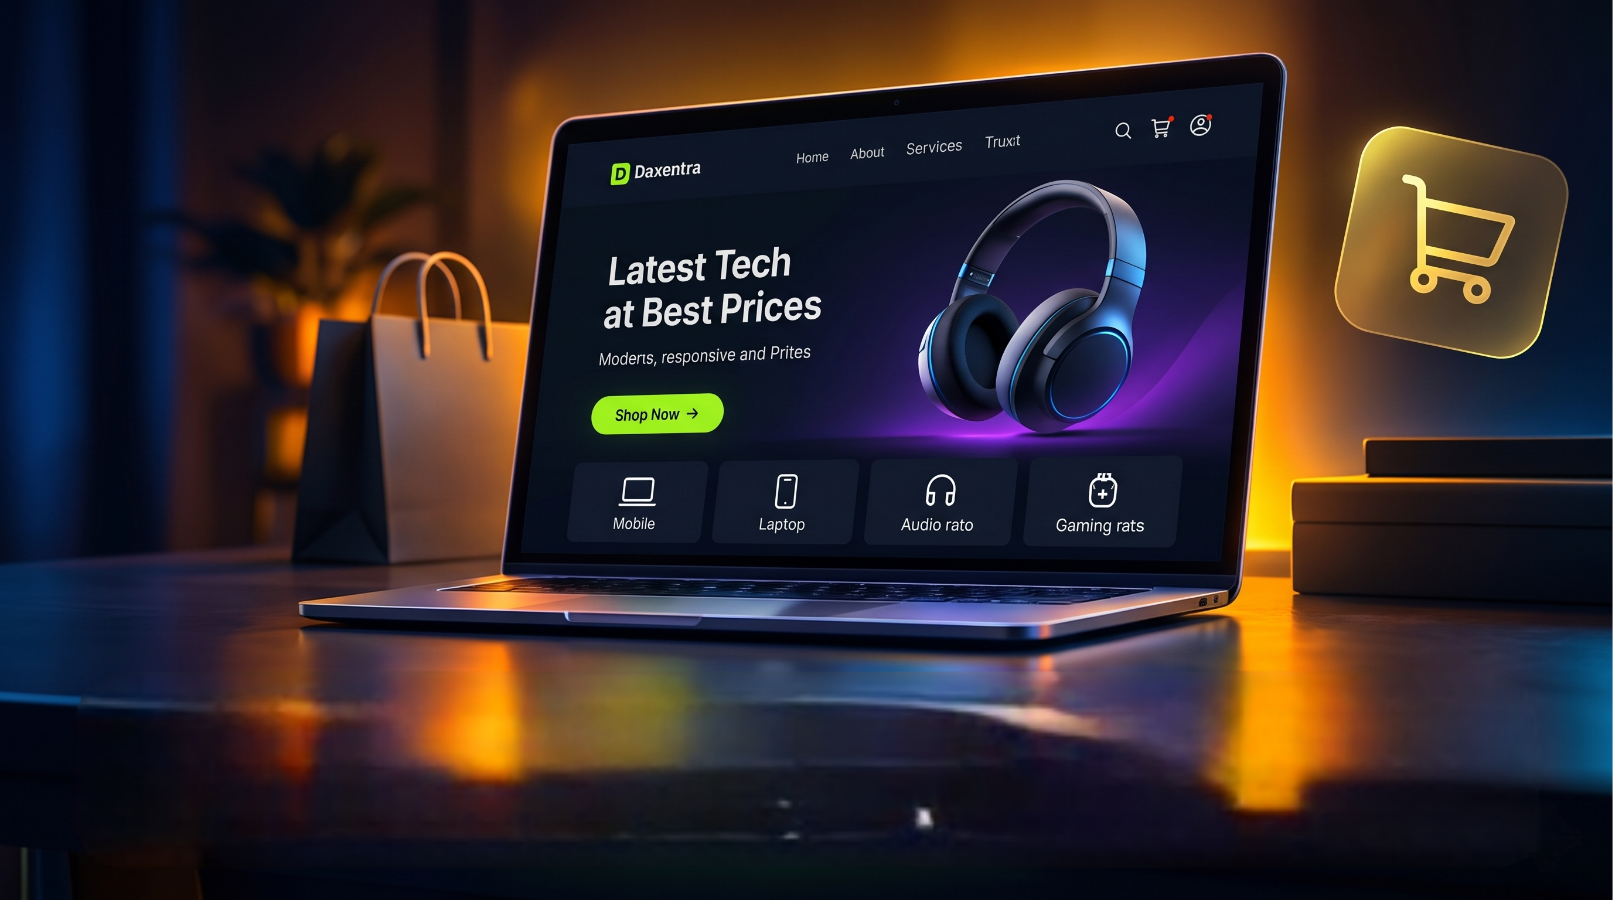 D Daxentra
Home About Services Truxit
Latest Tech
at Best Prices
Moderts, responsive and Prites
Shop Now →
Mobile Laptop Audio rato Gaming rats